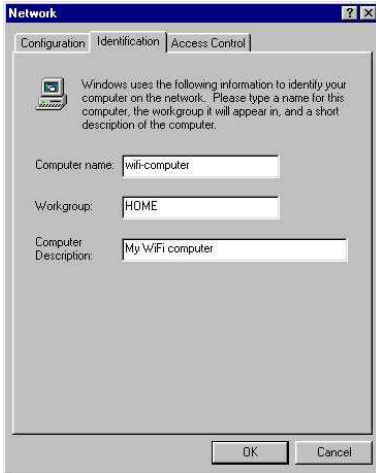 Network
Configuration Identification Access Control
Windows uses the following information to identify your
computer on the network. Please type a name for this
computer, the workgroup it will appear in, and a short
description of the computer.
Computer name: wifi-computer
Workgroup: HOME
Computer
Description: My WiFi computer
OK Cancel